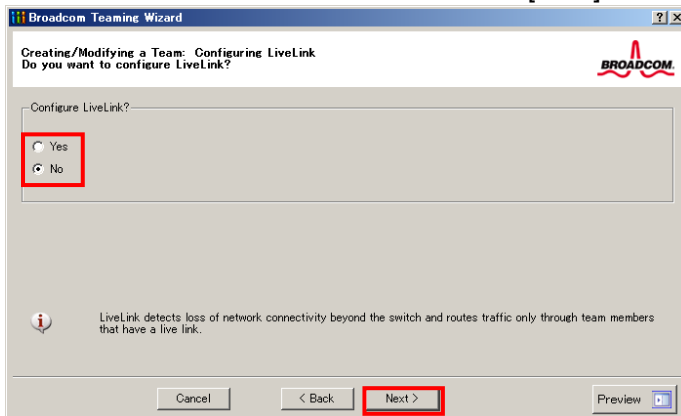 Broadcom Teaming Wizard
Creating/Modifying a Team: Configuring LiveLink
Do you want to configure LiveLink?
BROADCOM.
Configure LiveLink?
Yes
No
LiveLink detects loss of network connectivity beyond the switch and routes traffic only through team members
that have a live link.
Cancel
< Back
Next >
Preview